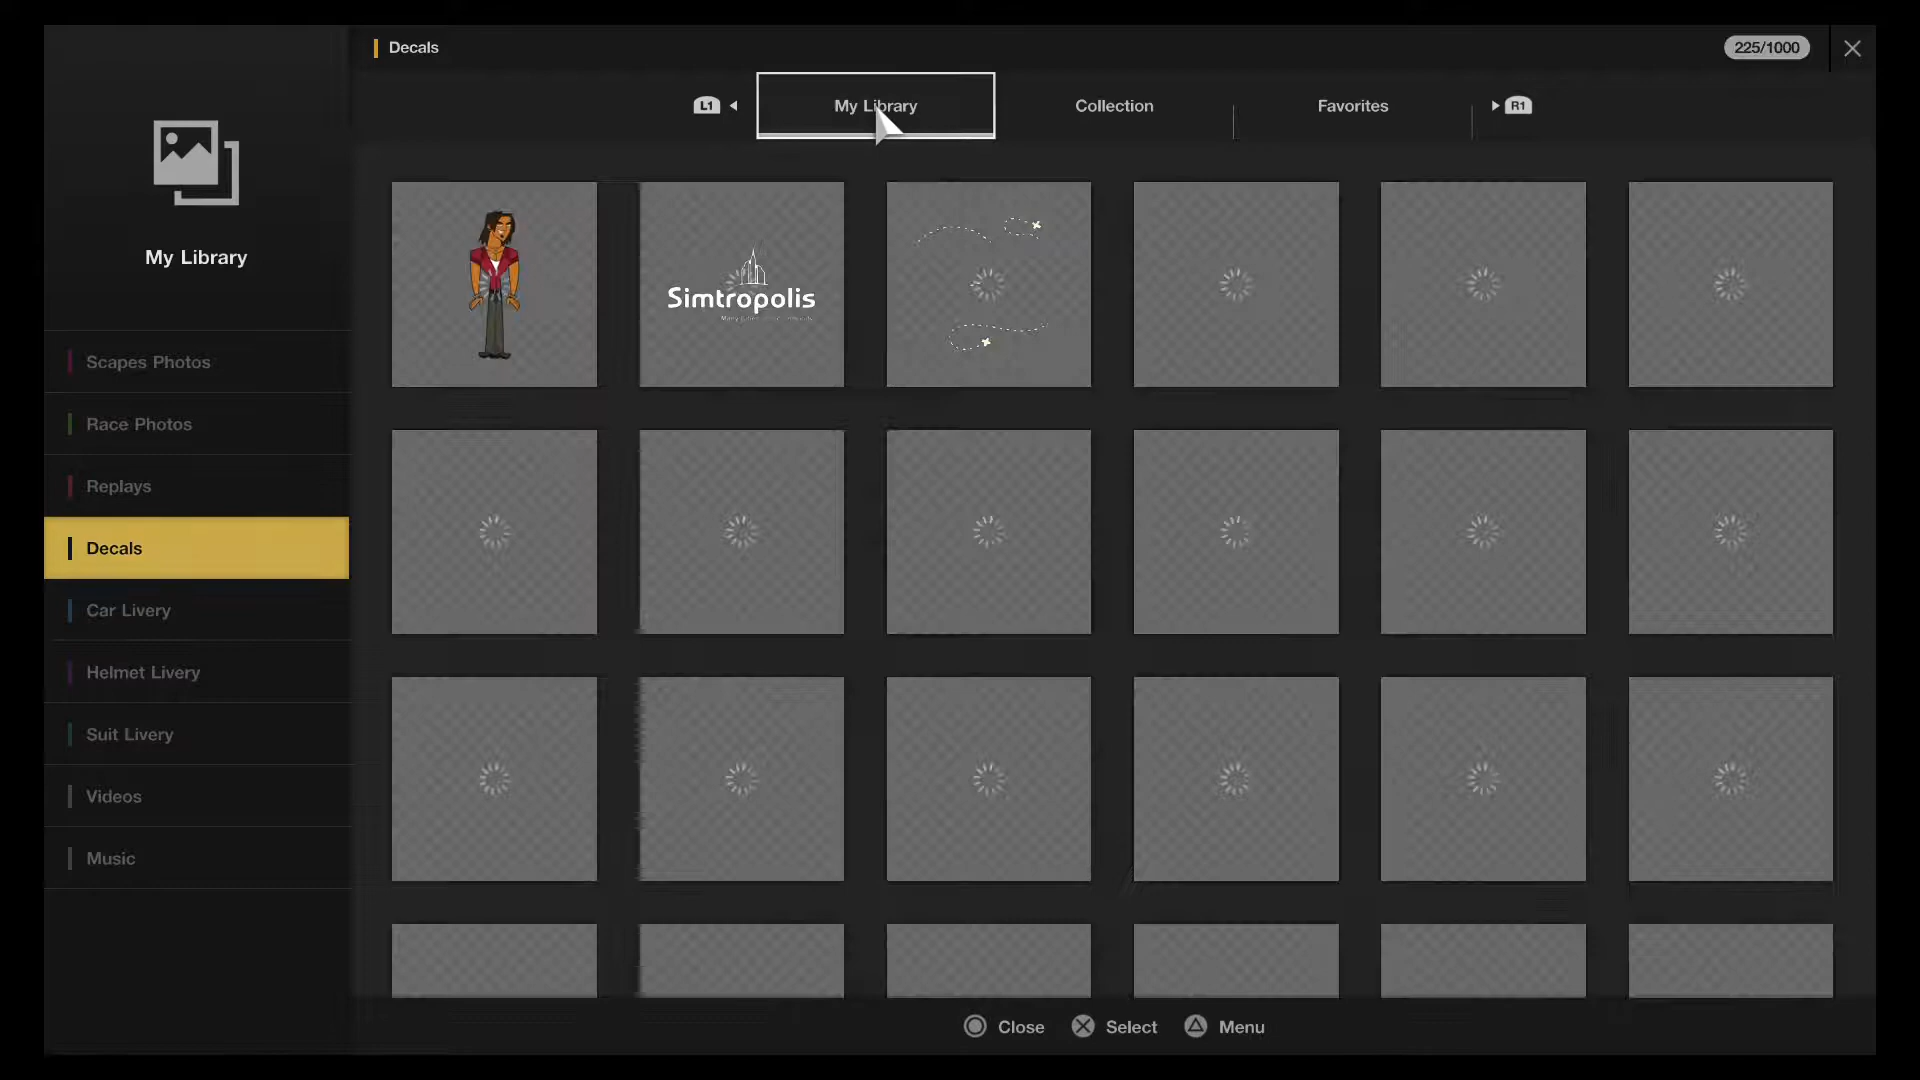 Decals
225/1000
L1
My Library
Collection
Favorites
R1
My Library
Scapes Photos
Race Photos
Replays
Decals
Car Livery
Helmet Livery
Suit Livery
Videos
Music
Simtropolis
Close
Select
Menu